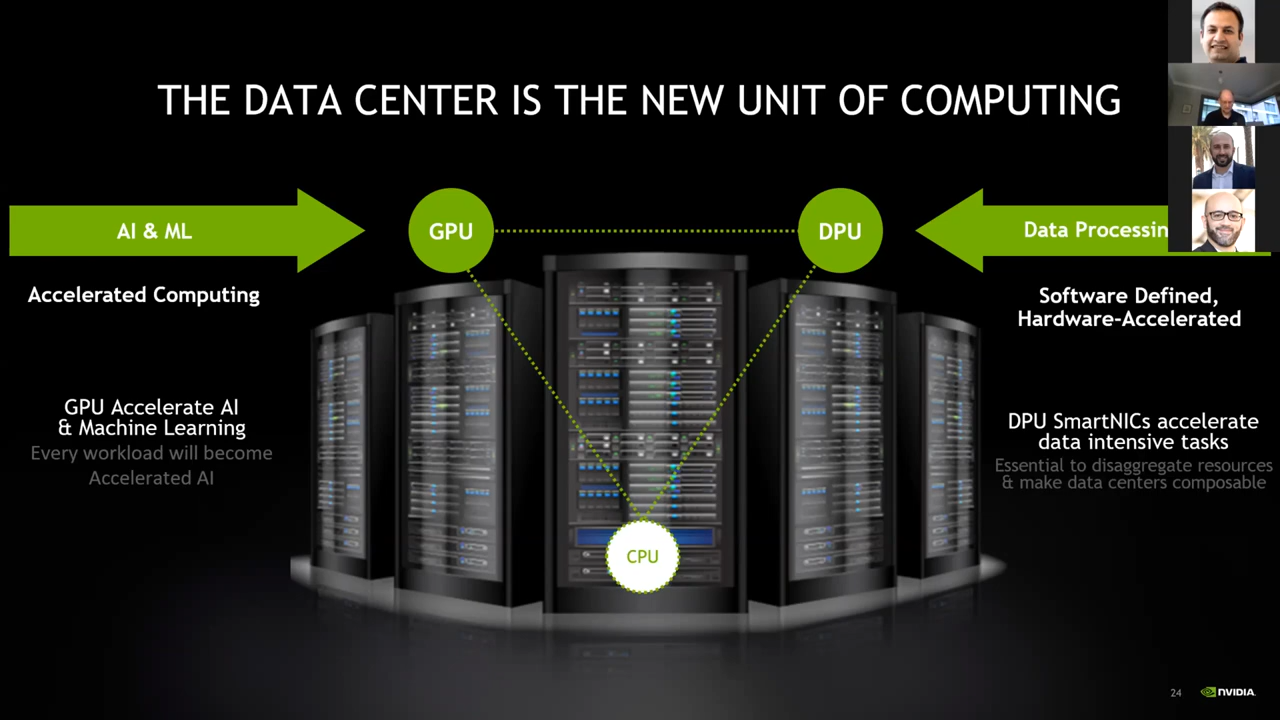 THE DATA CENTER IS THE NEW UNIT OF COMPUTING
AI & ML
GPU
DPU
Data Processin
Accelerated Computing
Software Defined,
Hardware-Accelerated
GPU Accelerate AI
& Machine Learning
Every workload will become
Accelerated AI
DPU SmartNICs accelerate
data intensive tasks
Essential to disaggregate resources
& make data centers composable
CPU
24
NVIDIA.